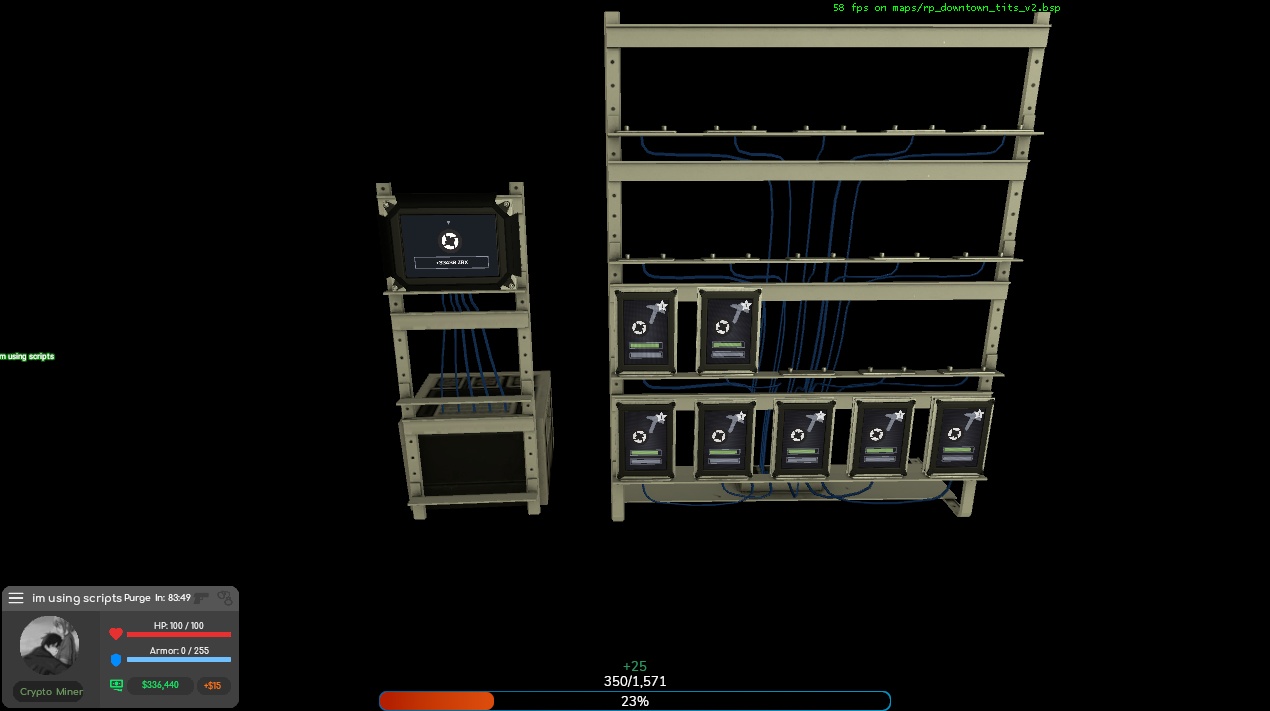 58 fps on maps/rp_downtown_tits_v2.bsp
m using scripts
im using scripts Purge In: 83:49
HP: 100 / 100
Armor: 0 / 255
$336,440 +$15
Crypto Miner
+25
350/1,571
23%